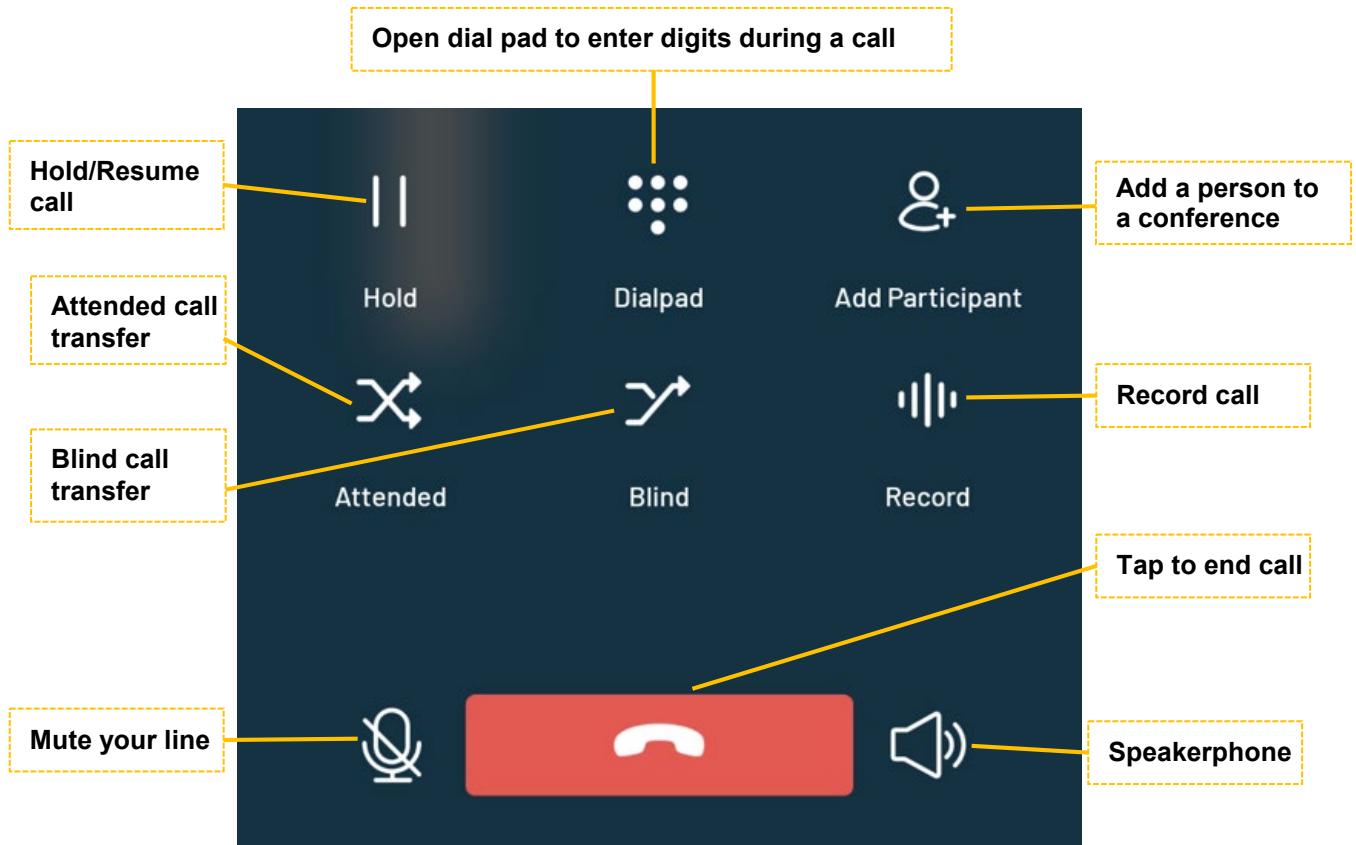 Open dial pad to enter digits during a call
Hold/Resume
call
Add a person to
a conference
Hold
Dialpad
Add Participant
Attended call
transfer
Record call
Blind call
transfer
Attended
Blind
Record
Tap to end call
Mute your line
Speakerphone